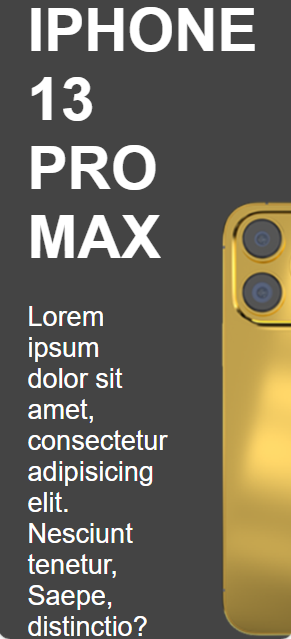 IPHONE
13
PRO
MAX
Lorem
ipsum
dolor sit
amet,
consectetur
adipisicing
elit.
Nesciunt
tenetur,
Saepe,
distinctio?